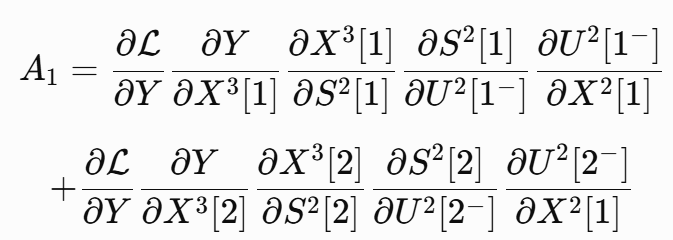 $A_1 = \frac{\partial \mathcal{L}}{\partial Y} \frac{\partial Y}{\partial X^3[1]} \frac{\partial X^3[1]}{\partial S^2[1]} \frac{\partial S^2[1]}{\partial U^2[1^-]} \frac{\partial U^2[1^-]}{\partial X^2[1]}$
$+ \frac{\partial \mathcal{L}}{\partial Y} \frac{\partial Y}{\partial X^3[2]} \frac{\partial X^3[2]}{\partial S^2[2]} \frac{\partial S^2[2]}{\partial U^2[2^-]} \frac{\partial U^2[2^-]}{\partial X^2[1]}$